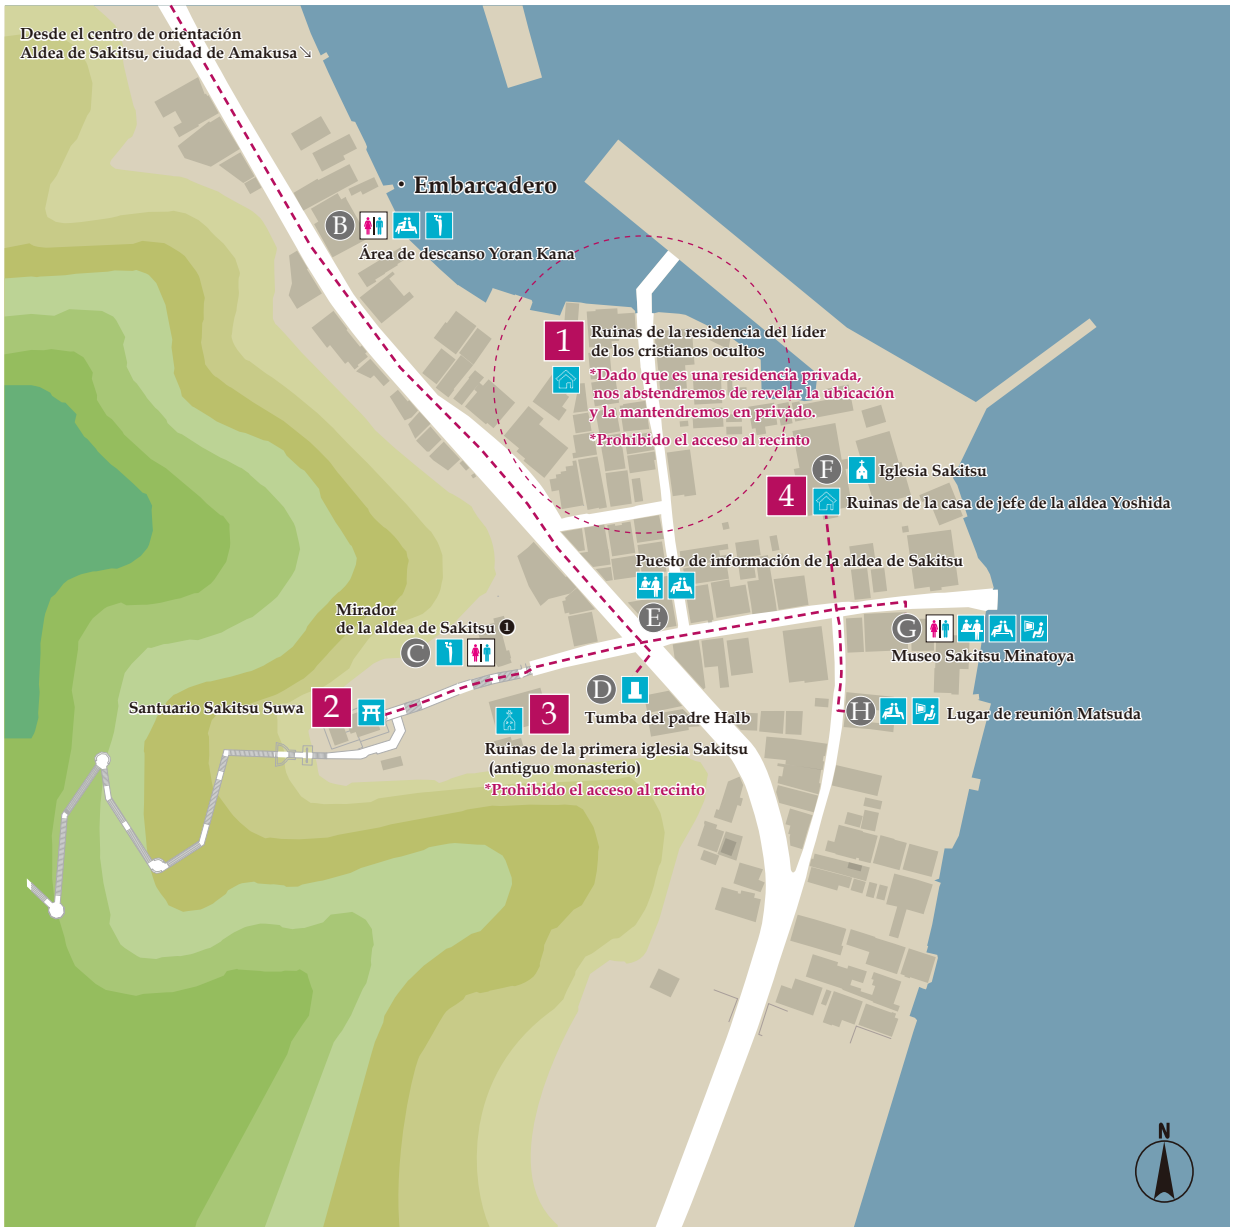 Desde el centro de orientación
Aldea de Sakitsu, ciudad de Amakusa↘
・Embarcadero
B
Área de descanso Yoran Kana
1
Ruinas de la residencia del líder
de los cristianos ocultos
*Dado que es una residencia privada,
nos abstendremos de revelar la ubicación
y la mantendremos en privado.
*Prohibido el acceso al recinto
F
Iglesia Sakitsu
4
Ruinas de la casa de jefe de la aldea Yoshida
Puesto de información de la aldea de Sakitsu
E
Mirador
de la aldea de Sakitsu ❶
C
G
Museo Sakitsu Minatoya
D
Tumba del padre Halb
Santuario Sakitsu Suwa
2
3
H
Lugar de reunión Matsuda
Ruinas de la primera iglesia Sakitsu
(antiguo monasterio)
*Prohibido el acceso al recinto
N